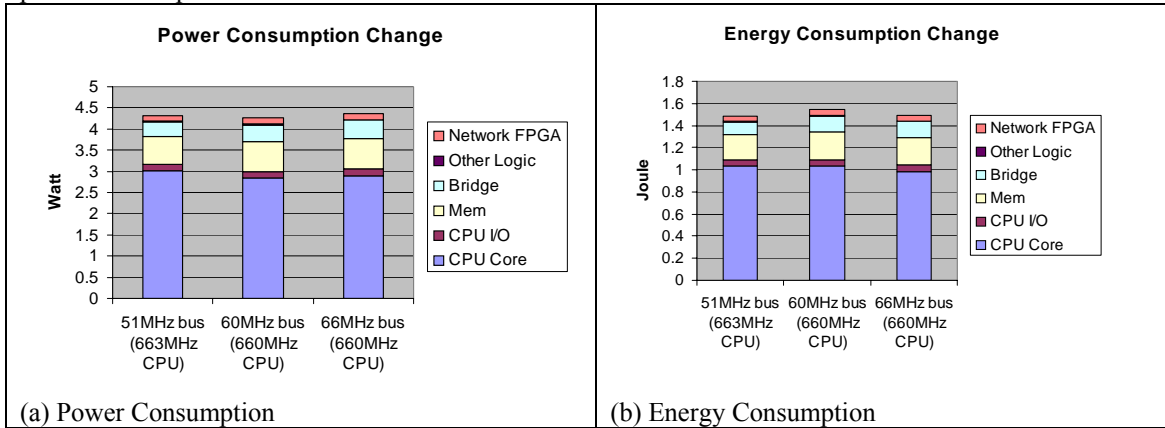 Power Consumption Change
5
4.5
4
3.5
3
2.5
2
1.5
1
0.5
0
Watt
51MHz bus (663MHz CPU)
60MHz bus (660MHz CPU)
66MHz bus (660MHz CPU)
Network FPGA
Other Logic
Bridge
Mem
CPU I/O
CPU Core
(a) Power Consumption
Energy Consumption Change
1.8
1.6
1.4
1.2
1
0.8
0.6
0.4
0.2
0
Joule
51MHz bus (663MHz CPU)
60MHz bus (660MHz CPU)
66MHz bus (660MHz CPU)
Network FPGA
Other Logic
Bridge
Mem
CPU I/O
CPU Core
(b) Energy Consumption